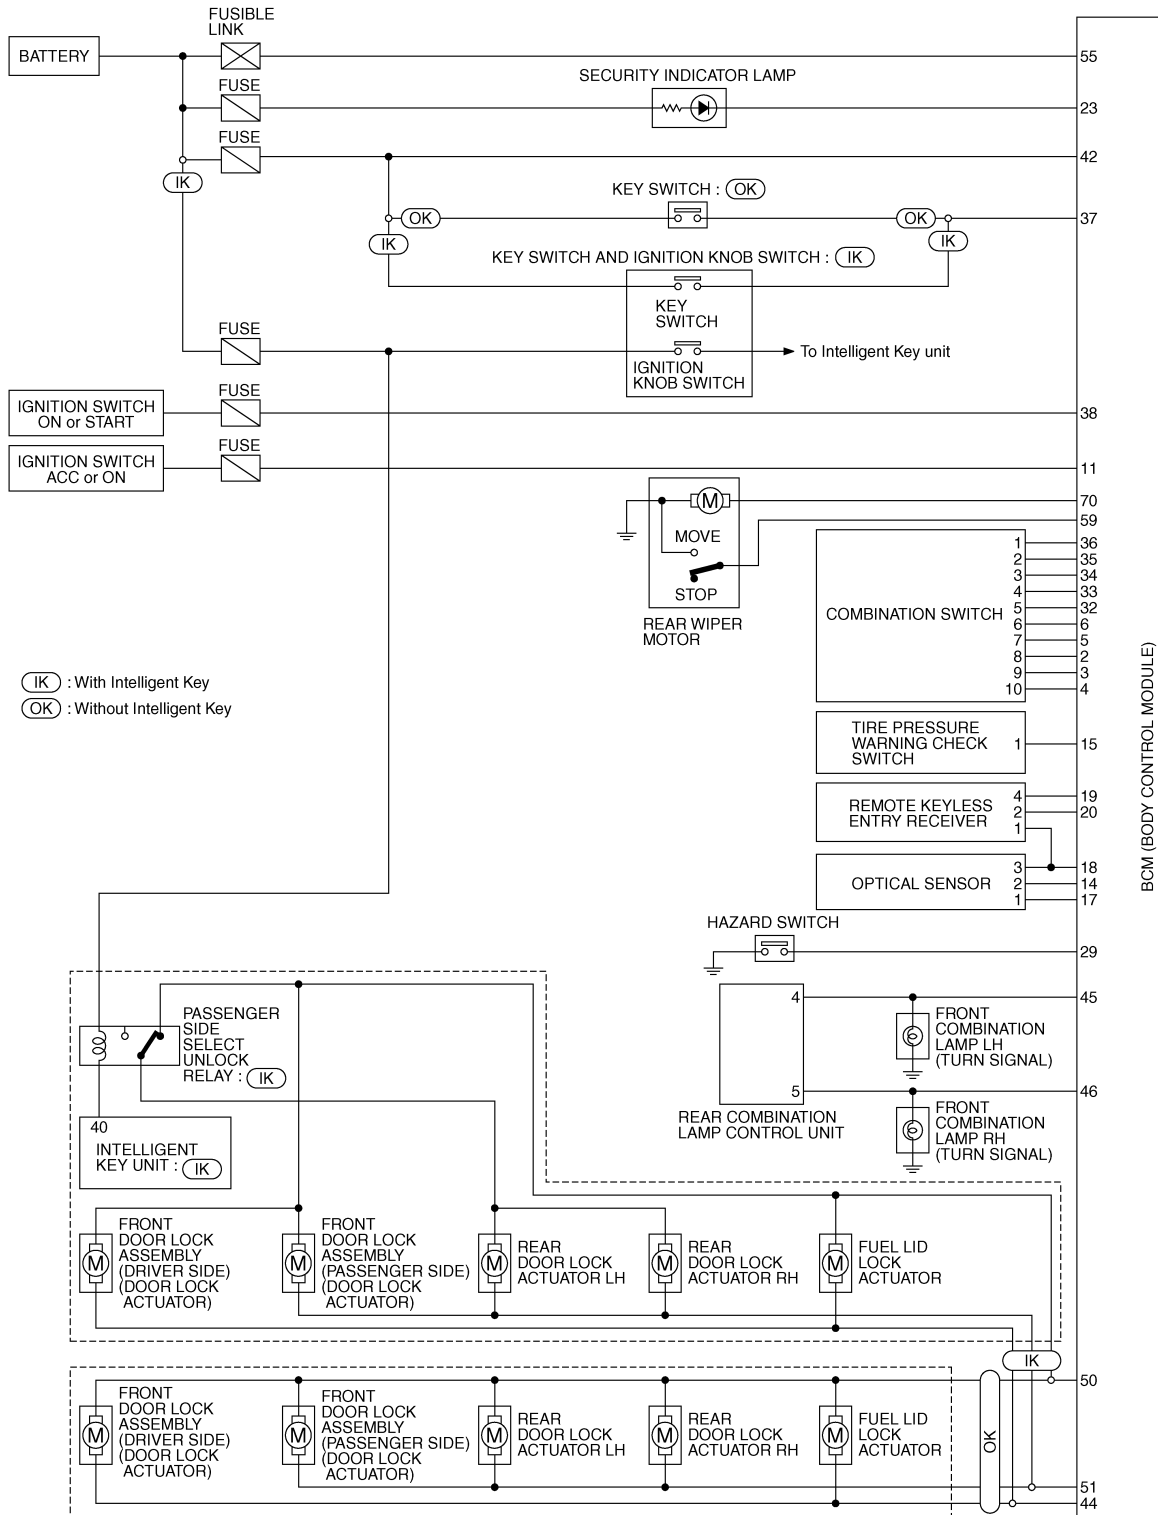 FUSIBLE
LINK
BATTERY
55
FUSE
SECURITY INDICATOR LAMP
23
FUSE
42
IK
KEY SWITCH : OK
OK
OK
37
IK
IK
KEY SWITCH AND IGNITION KNOB SWITCH : IK
KEY
SWITCH
FUSE
To Intelligent Key unit
IGNITION
KNOB SWITCH
IGNITION SWITCH
ON or START
FUSE
38
IGNITION SWITCH
ACC or ON
FUSE
11
M
70
59
MOVE
STOP
REAR WIPER
MOTOR
COMBINATION SWITCH
1 36
2 35
3 34
4 33
5 32
6 6
7 5
8 2
9 3
10 4
IK : With Intelligent Key
OK : Without Intelligent Key
BCM (BODY CONTROL MODULE)
TIRE PRESSURE
WARNING CHECK
SWITCH
1 15
REMOTE KEYLESS
ENTRY RECEIVER
4 19
2 20
1
OPTICAL SENSOR
3 18
2 14
1 17
HAZARD SWITCH
29
4
45
FRONT
COMBINATION
LAMP LH
(TURN SIGNAL)
5
46
REAR COMBINATION
LAMP CONTROL UNIT
FRONT
COMBINATION
LAMP RH
(TURN SIGNAL)
PASSENGER
SIDE
SELECT
UNLOCK
RELAY : IK
40
INTELLIGENT
KEY UNIT : IK
M
FRONT
DOOR LOCK
ASSEMBLY
(DRIVER SIDE)
(DOOR LOCK
ACTUATOR)
M
FRONT
DOOR LOCK
ASSEMBLY
(PASSENGER SIDE)
(DOOR LOCK
ACTUATOR)
M
REAR
DOOR LOCK
ACTUATOR LH
M
REAR
DOOR LOCK
ACTUATOR RH
M
FUEL LID
LOCK
ACTUATOR
IK
50
M
FRONT
DOOR LOCK
ASSEMBLY
(DRIVER SIDE)
(DOOR LOCK
ACTUATOR)
M
FRONT
DOOR LOCK
ASSEMBLY
(PASSENGER SIDE)
(DOOR LOCK
ACTUATOR)
M
REAR
DOOR LOCK
ACTUATOR LH
M
REAR
DOOR LOCK
ACTUATOR RH
M
FUEL LID
LOCK
ACTUATOR
OK
51
44